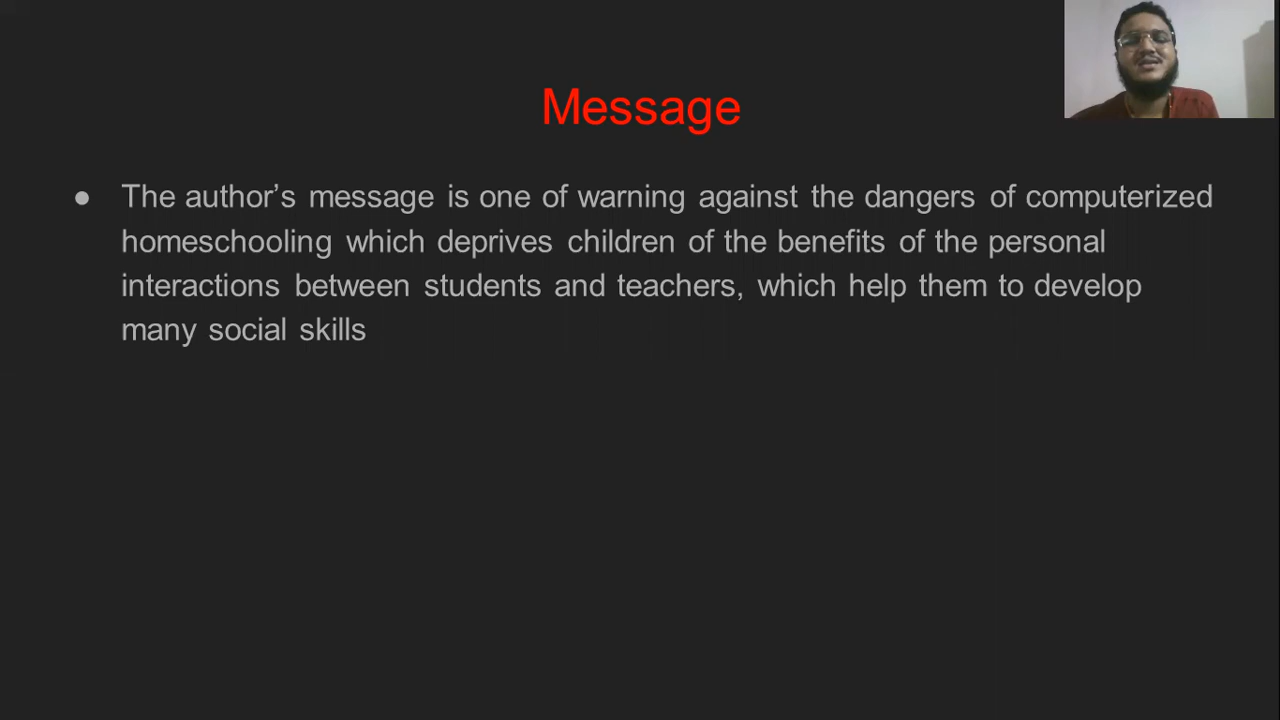 Message
● The author’s message is one of warning against the dangers of computerized
homeschooling which deprives children of the benefits of the personal
interactions between students and teachers, which help them to develop
many social skills